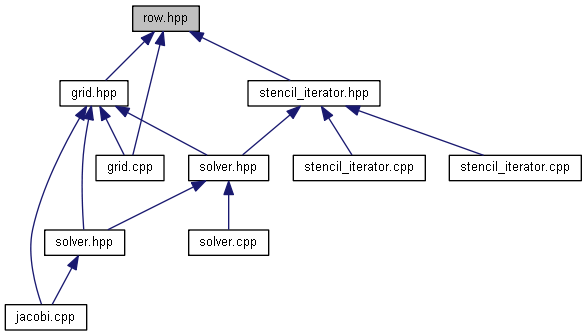 row.hpp
grid.hpp
stencil_iterator.hpp
grid.cpp
solver.hpp
stencil_iterator.cpp
stencil_iterator.cpp
solver.hpp
solver.cpp
jacobi.cpp